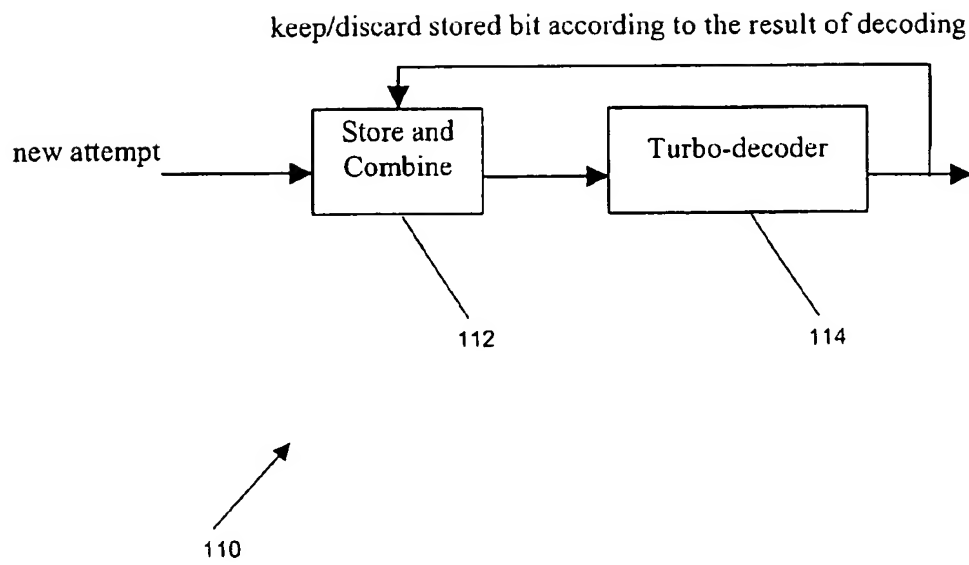 keep/discard stored bit according to the result of decoding
new attempt
Store and
Combine
Turbo-decoder
112
114
110